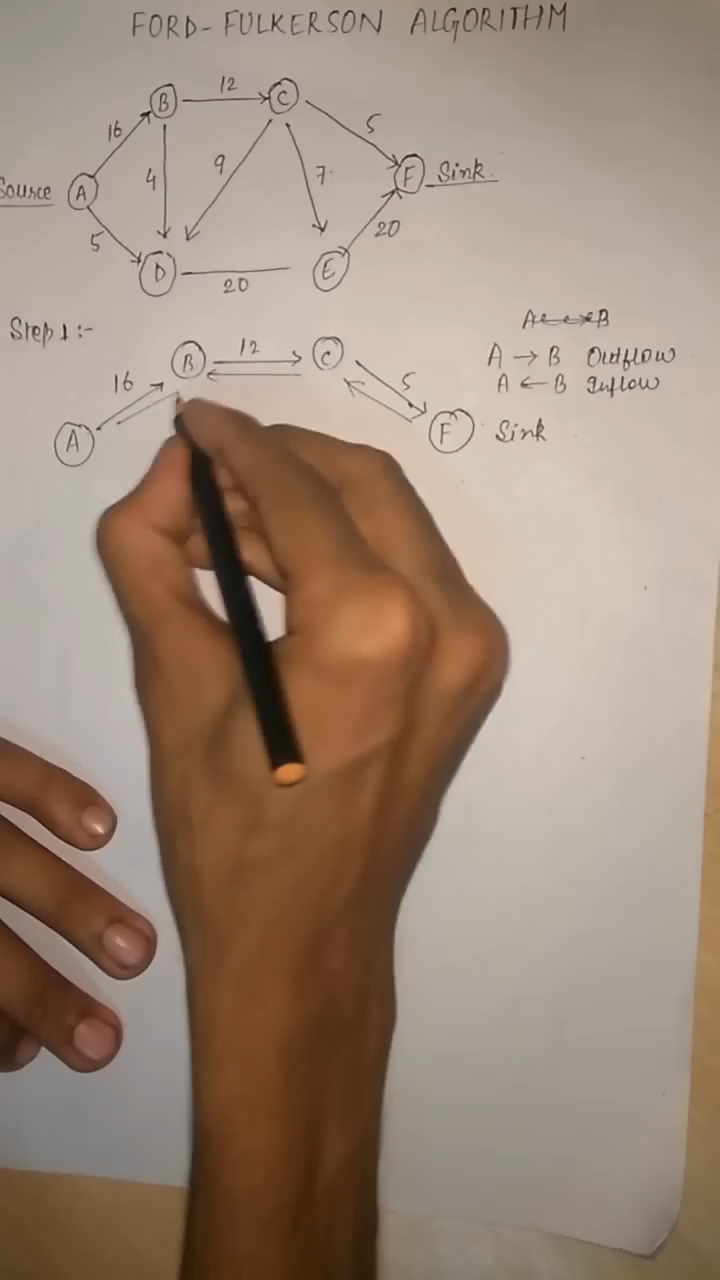 FORD-FULKERSON ALGORITHM
12
B
C
16
5
4
9
7
Source
A
F
Sink.
5
20
D
E
20
Step 1:-
A B
12
B
C
A → B Outflow
16
5
A ← B Inflow
A
F
Sink